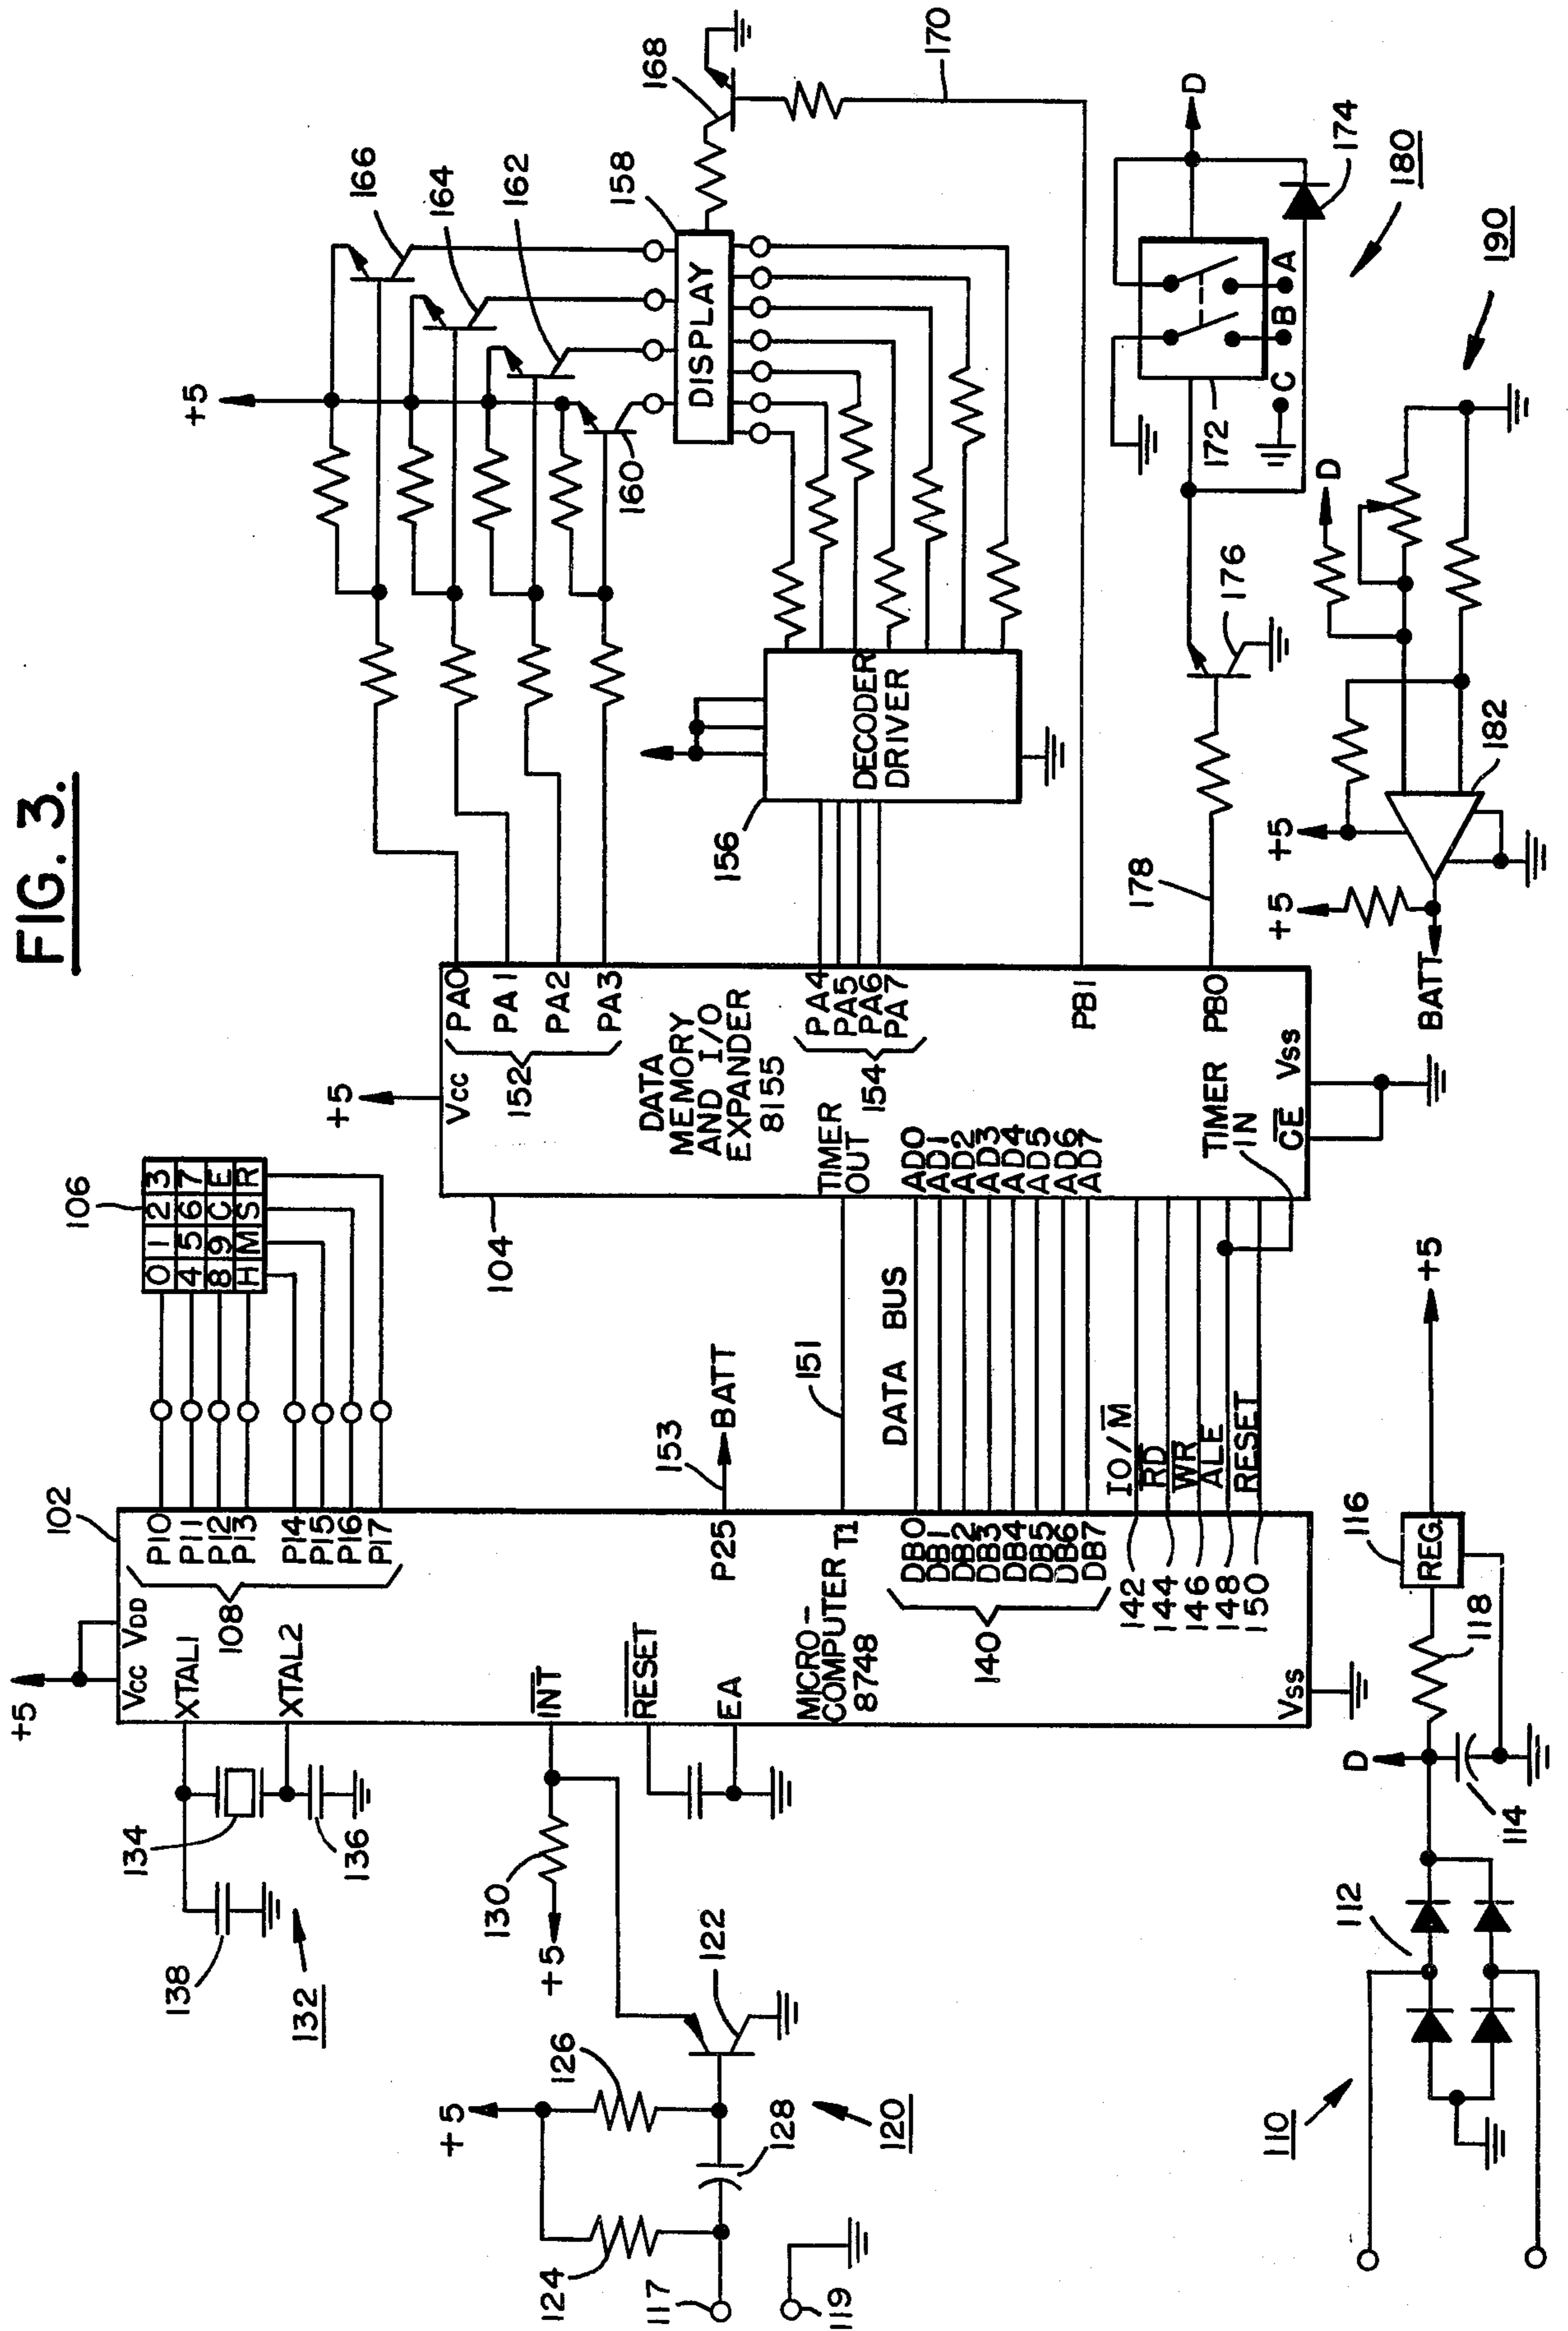 FIG. 3.
+5
VCC VDD
XTAL1
XTAL2
INT
RESET
EA
MICRO-
COMPUTER
8748
VSS
102
P10
P11
P12
P13
P14
P15
P16
P17
108
P25
153
BATT
T1
151
DATA BUS
DB0
DB1
DB2
DB3
DB4
DB5
DB6
DB7
140
142
144
146
148
150
IO/M
RD
WR
ALE
RESET
106
0 1 2 3
4 5 6 7
8 9 C E
H M S R
134
136
138
132
130
+5
+5
126
122
128
120
124
117
119
110
112
D
114
118
REG.
116
+5
104
+5
VCC
PA0
PA1
PA2
PA3
152
DATA
MEMORY
AND I/O
EXPANDER
8155
PA4
PA5
PA6
PA7
154
TIMER
OUT
AD0
AD1
AD2
AD3
AD4
AD5
AD6
AD7
PB1
PB0
TIMER
IN
CE
VSS
156
DECODER
DRIVER
+5
160
162
164
166
168
158
DISPLAY
170
172
C B A
D
174
180
176
178
190
D
182
+5
+5
BATT